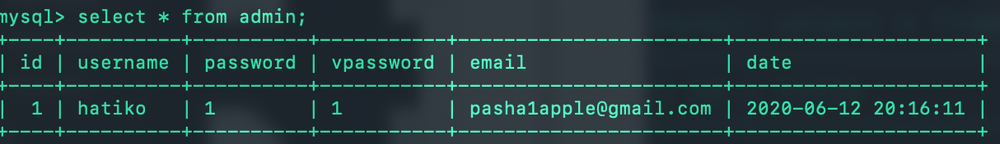 mysql> select * from admin;
+----+----------+----------+-----------+----------------------+---------------------+
| id | username | password | vpassword | email                | date                |
+----+----------+----------+-----------+----------------------+---------------------+
|  1 | hatiko   | 1        | 1         | pasha1apple@gmail.com | 2020-06-12 20:16:11 |
+----+----------+----------+-----------+----------------------+---------------------+